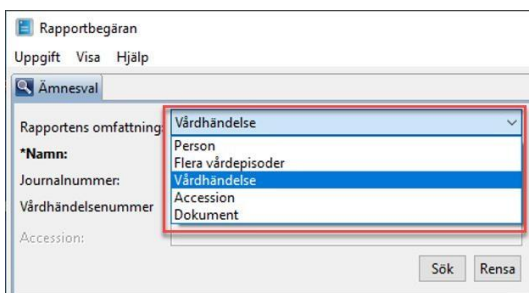 Rapportbegäran
Uppgift Visa Hjälp
Ämnesval
Rapportens omfattning: Vårdhändelse
Person
*Namn:
Flera vårdepisoder
Journalnummer: Vårdhändelse
Accession
Vårdhändelsenummer
Dokument
Accession:
Sök Rensa